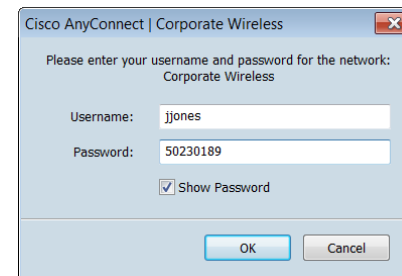 Cisco AnyConnect | Corporate Wireless
Please enter your username and password for the network:
Corporate Wireless
Username: jjones
Password: 50230189
Show Password
OK Cancel